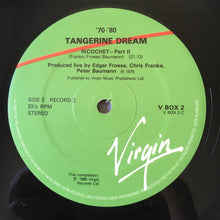 '70-'80
TANGERINE DREAM
RICOCHET—Part II
(Franke/Froese/Baumann) (21.13)
Produced live by Edgar Froese, Chris Franke,
Peter Baumann ℗ 1975
Published by Virgin Music (Publishers) Ltd
SIDE 3 RECORD 2
33⅓ RPM
STEREO
V BOX 2
V BOX 2-C
This compilation
℗ 1980 Virgin
Records Ltd
Virgin